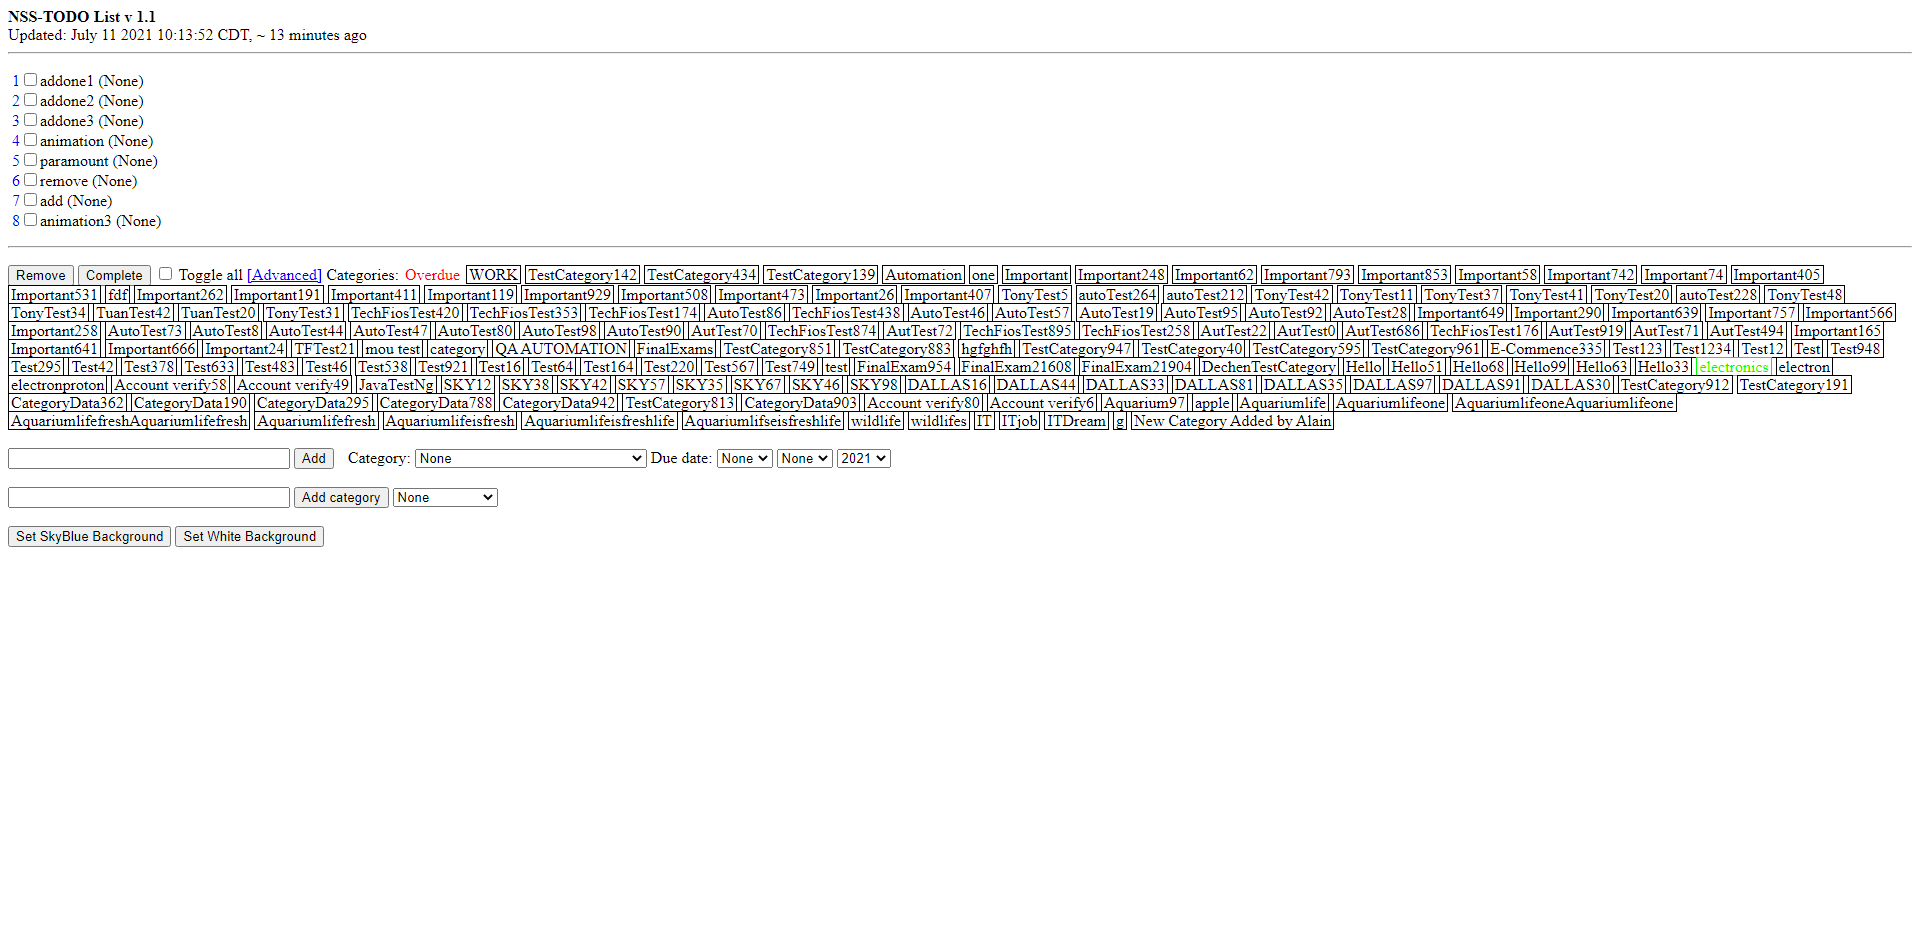 NSS-TODO List v 1.1
Updated: July 11 2021 10:13:52 CDT, ~ 13 minutes ago
1 addone1 (None)
2 addone2 (None)
3 addone3 (None)
4 animation (None)
5 paramount (None)
6 remove (None)
7 add (None)
8 animation3 (None)
Remove Complete Toggle all [Advanced] Categories: Overdue WORK TestCategory142 TestCategory434 TestCategory139 Automation one Important Important248 Important62 Important793 Important853 Important58 Important742 Important74 Important405
Important531 fdf Important262 Important191 Important411 Important119 Important929 Important508 Important473 Important26 Important407 TonyTest5 autoTest264 autoTest212 TonyTest42 TonyTest11 TonyTest37 TonyTest41 TonyTest20 autoTest228 TonyTest48
TonyTest34 TuanTest42 TuanTest20 TonyTest31 TechFiosTest420 TechFiosTest353 TechFiosTest174 AutoTest86 TechFiosTest438 AutoTest46 AutoTest57 AutoTest19 AutoTest95 AutoTest92 AutoTest28 Important649 Important290 Important639 Important757 Important566
Important258 AutoTest73 AutoTest8 AutoTest44 AutoTest47 AutoTest80 AutoTest98 AutoTest90 AutTest70 TechFiosTest874 AutTest72 TechFiosTest895 TechFiosTest258 AutTest22 AutTest0 AutTest686 TechFiosTest176 AutTest919 AutTest71 AutTest494 Important165
Important641 Important666 Important24 TFTest21 mou test category QA AUTOMATION FinalExams TestCategory851 TestCategory883 hgfghfh TestCategory947 TestCategory40 TestCategory595 TestCategory961 E-Commence335 Test123 Test1234 Test12 Test Test948
Test295 Test42 Test378 Test633 Test483 Test46 Test538 Test921 Test16 Test64 Test164 Test220 Test567 Test749 test FinalExam954 FinalExam21608 FinalExam21904 DechenTestCategory Hello Hello51 Hello68 Hello99 Hello63 Hello33 electronics electron
electronproton Account verify58 Account verify49 JavaTestNg SKY12 SKY38 SKY42 SKY57 SKY35 SKY67 SKY46 SKY98 DALLAS16 DALLAS44 DALLAS33 DALLAS81 DALLAS35 DALLAS97 DALLAS91 DALLAS30 TestCategory912 TestCategory191
CategoryData362 CategoryData190 CategoryData295 CategoryData788 CategoryData942 TestCategory813 CategoryData903 Account verify80 Account verify6 Aquarium97 apple Aquariumlife Aquariumlifeone AquariumlifeoneAquariumlifeone
AquariumlifefreshAquariumlifefresh Aquariumlifefresh Aquariumlifeisfresh Aquariumlifeisfreshlife Aquariumlifseisfreshlife wildlife wildlifes IT ITjob ITDream g New Category Added by Alain
Add Category: None Due date: None None 2021
Add category None
Set SkyBlue Background Set White Background